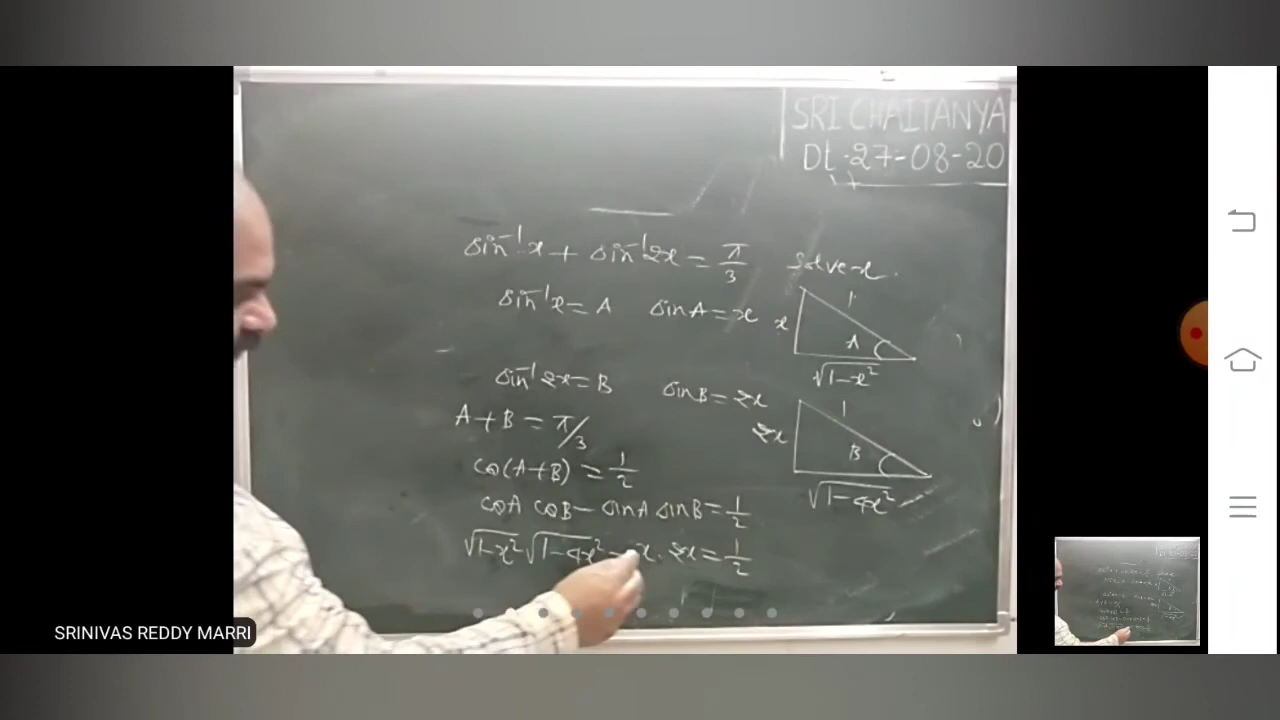 SRI CHAITANYA
Dt-27-08-20
sin⁻¹x + sin⁻¹2x = π/3 Solve x.
sin⁻¹x = A sinA = x
x 1 A √1-x²
sin⁻¹2x = B sinB = 2x
2x 1 B √1-4x²
A+B = π/3
cos(A+B) = 1/2
cosA cosB - sinA sinB = 1/2
√1-x² √1-4x² - x. 2x = 1/2
SRINIVAS REDDY MARRI